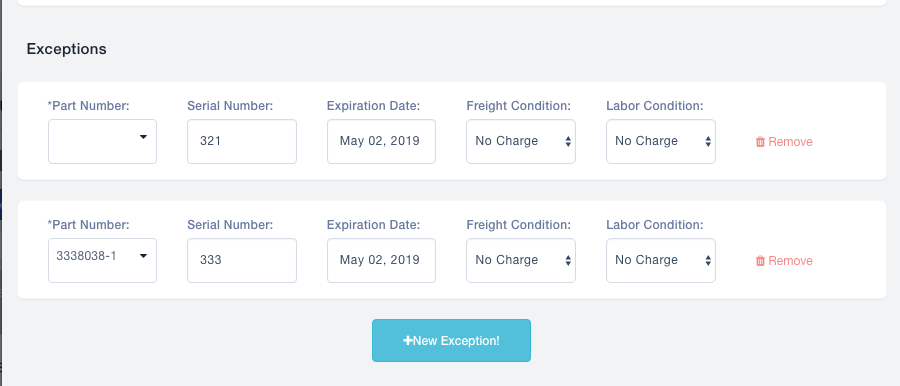 Exceptions
*Part Number: Serial Number: Expiration Date: Freight Condition: Labor Condition:
321 May 02, 2019 No Charge No Charge Remove
*Part Number: Serial Number: Expiration Date: Freight Condition: Labor Condition:
3338038-1 333 May 02, 2019 No Charge No Charge Remove
+New Exception!